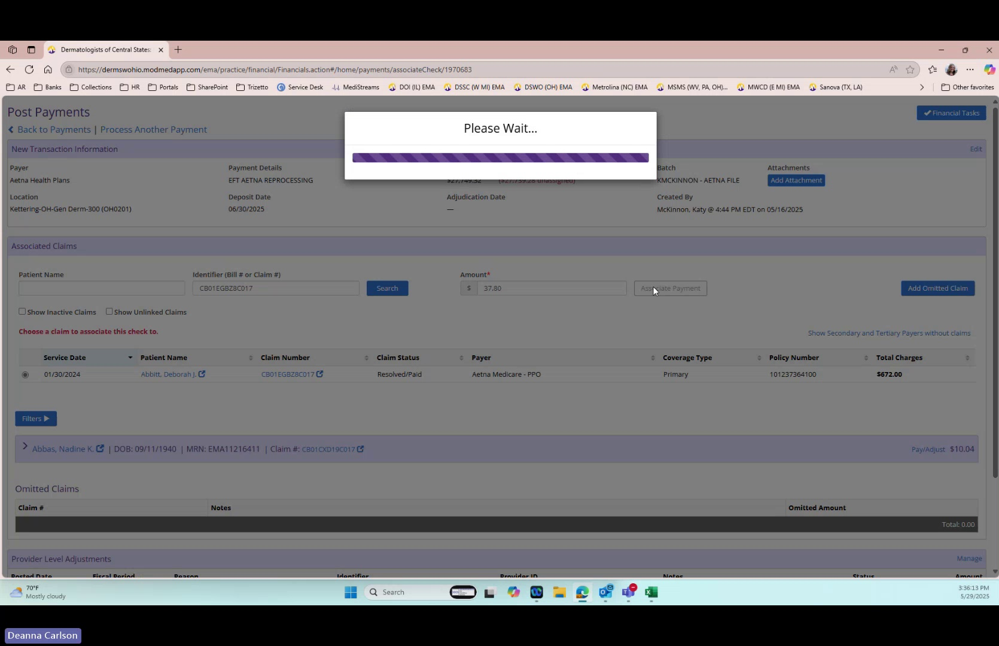 Dermatologists of Central States:
https://dermswohio.modmedapp.com/ema/practice/financial/Financials.action#/home/payments/associateCheck/1970683
AR Banks Collections HR Portals SharePoint Trizetto Service Desk MediStreams DOI (IL) EMA DSSC (W MI) EMA DSWO (OH) EMA Metrolina (NC) EMA MSMS (WV, PA, OH)... MWCD (E MI) EMA Sanova (TX, LA) Other favorites
Post Payments
Financial Tasks
Back to Payments | Process Another Payment
Please Wait...
New Transaction Information Edit
Payer Payment Details Batch Attachments
Aetna Health Plans EFT AETNA REPROCESSING $27,749.32 ($27,739.28 unassigned) KMCKINNON - AETNA FILE Add Attachment
Location Deposit Date Adjudication Date Created By
Kettering-OH-Gen Derm-300 (OH0201) 06/30/2025 — McKinnon, Katy @ 4:44 PM EDT on 05/16/2025
Associated Claims
Patient Name Identifier (Bill # or Claim #) Amount*
CB01EGBZ8C017 Search $ 37.80 Associate Payment Add Omitted Claim
Show Inactive Claims Show Unlinked Claims
Choose a claim to associate this check to. Show Secondary and Tertiary Payers without claims
Service Date Patient Name Claim Number Claim Status Payer Coverage Type Policy Number Total Charges
01/30/2024 Abbitt, Deborah J. CB01EGBZ8C017 Resolved/Paid Aetna Medicare - PPO Primary 101237364100 $672.00
Filters
Abbas, Nadine K. | DOB: 09/11/1940 | MRN: EMA11216411 | Claim #: CB01CXD19C017 Pay/Adjust $10.04
Omitted Claims
Claim # Notes Omitted Amount
Total: 0.00
Provider Level Adjustments Manage
Posted Date Fiscal Period Reason Identifier Provider ID Notes Status Amount
70°F
Mostly cloudy
Search
3:36:13 PM
5/29/2025
Deanna Carlson